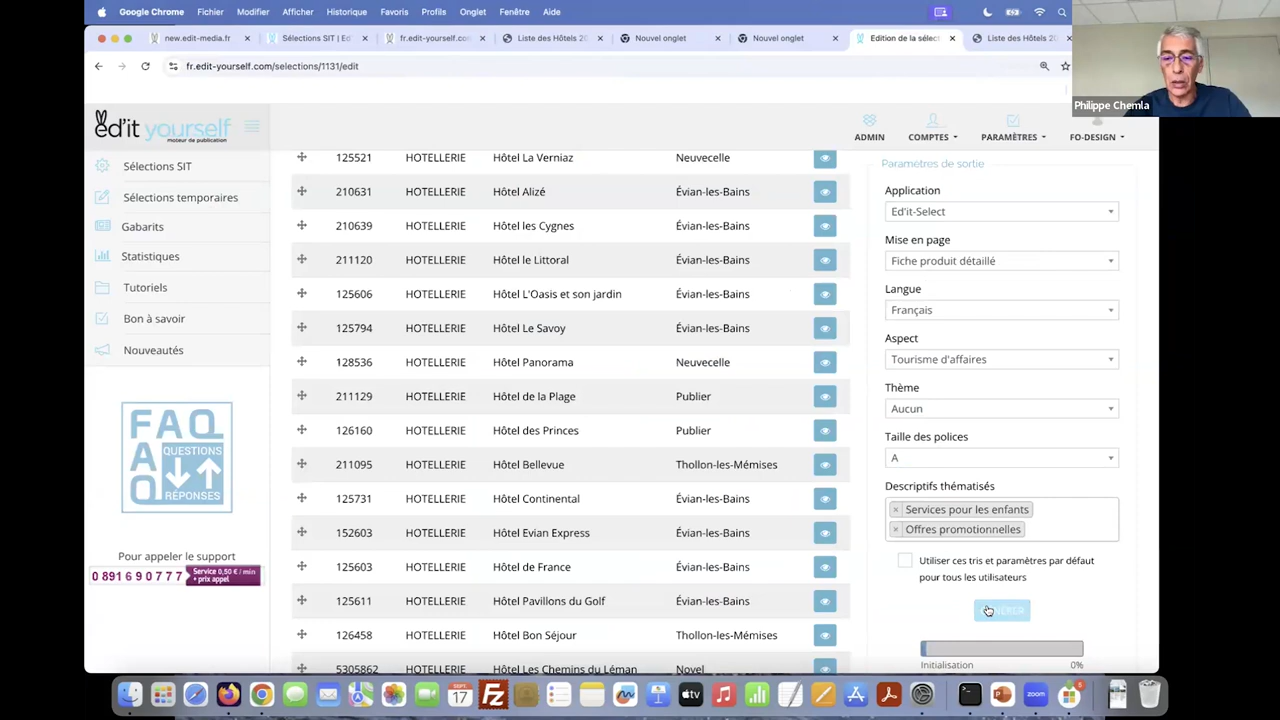 Google Chrome Fichier Modifier Afficher Historique Favoris Profils Onglet Fenêtre Aide
new.edit-media.fr Sélections SIT | Ed' fr.edit-yourself.co Liste des Hôtels 20 Nouvel onglet Nouvel onglet Edition de la sélec Liste des Hôtels 20
fr.edit-yourself.com/selections/1131/edit
Philippe Chemla
ed'it yourself
moteur de publication
ADMIN COMPTES PARAMÈTRES FO-DESIGN
Sélections SIT
Sélections temporaires
Gabarits
Statistiques
Tutoriels
Bon à savoir
Nouveautés
FAQ
A QUESTIONS
Q RÉPONSES
Pour appeler le support
0 891 690 777 Service 0,50 € / min
+ prix appel
125521 HOTELLERIE Hôtel La Verniaz Neuvecelle
210631 HOTELLERIE Hôtel Alizé Évian-les-Bains
210639 HOTELLERIE Hôtel les Cygnes Évian-les-Bains
211120 HOTELLERIE Hôtel le Littoral Évian-les-Bains
125606 HOTELLERIE Hôtel L'Oasis et son jardin Évian-les-Bains
125794 HOTELLERIE Hôtel Le Savoy Évian-les-Bains
128536 HOTELLERIE Hôtel Panorama Neuvecelle
211129 HOTELLERIE Hôtel de la Plage Publier
126160 HOTELLERIE Hôtel des Princes Publier
211095 HOTELLERIE Hôtel Bellevue Thollon-les-Mémises
125731 HOTELLERIE Hôtel Continental Évian-les-Bains
152603 HOTELLERIE Hôtel Evian Express Évian-les-Bains
125603 HOTELLERIE Hôtel de France Évian-les-Bains
125611 HOTELLERIE Hôtel Pavillons du Golf Évian-les-Bains
126458 HOTELLERIE Hôtel Bon Séjour Thollon-les-Mémises
5305862 HOTELLERIE Hôtel Les Chemins du Léman Novel
Paramètres de sortie
Application
Ed'it-Select
Mise en page
Fiche produit détaillé
Langue
Français
Aspect
Tourisme d'affaires
Thème
Aucun
Taille des polices
A
Descriptifs thématisés
× Services pour les enfants
× Offres promotionnelles
Utiliser ces tris et paramètres par défaut
pour tous les utilisateurs
Initialisation 0%
SEPT. 17 tv zoom